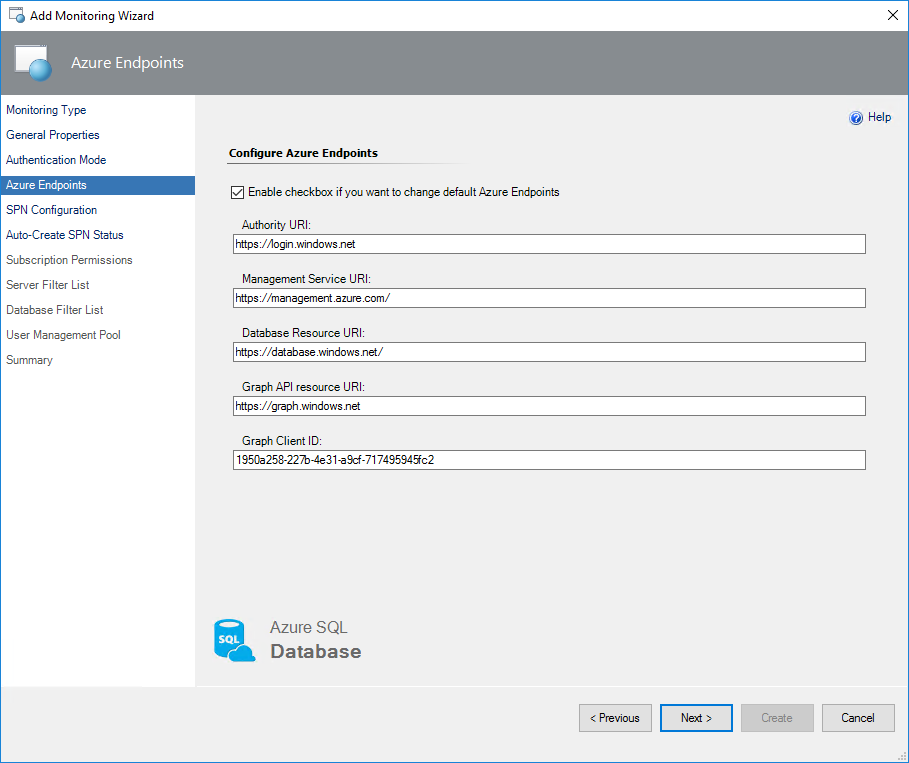 Add Monitoring Wizard
Azure Endpoints
Monitoring Type
General Properties
Authentication Mode
Azure Endpoints
SPN Configuration
Auto-Create SPN Status
Subscription Permissions
Server Filter List
Database Filter List
User Management Pool
Summary
Help
Configure Azure Endpoints
Enable checkbox if you want to change default Azure Endpoints
Authority URI:
https://login.windows.net
Management Service URI:
https://management.azure.com/
Database Resource URI:
https://database.windows.net/
Graph API resource URI:
https://graph.windows.net
Graph Client ID:
1950a258-227b-4e31-a9cf-717495945fc2
SQL
Azure SQL
Database
< Previous
Next >
Create
Cancel